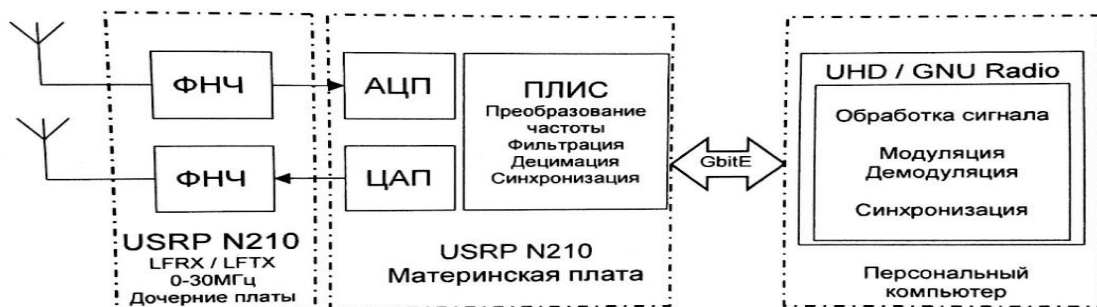 ФНЧ
ФНЧ
USRP N210
LFRX / LFTX
0-30МГц
Дочерние платы
АЦП
ЦАП
ПЛИС
Преобразование
частоты
Фильтрация
Децимация
Синхронизация
USRP N210
Материнская плата
GbitE
UHD / GNU Radio
Обработка сигнала
Модуляция
Демодуляция
Синхронизация
Персональный
компьютер